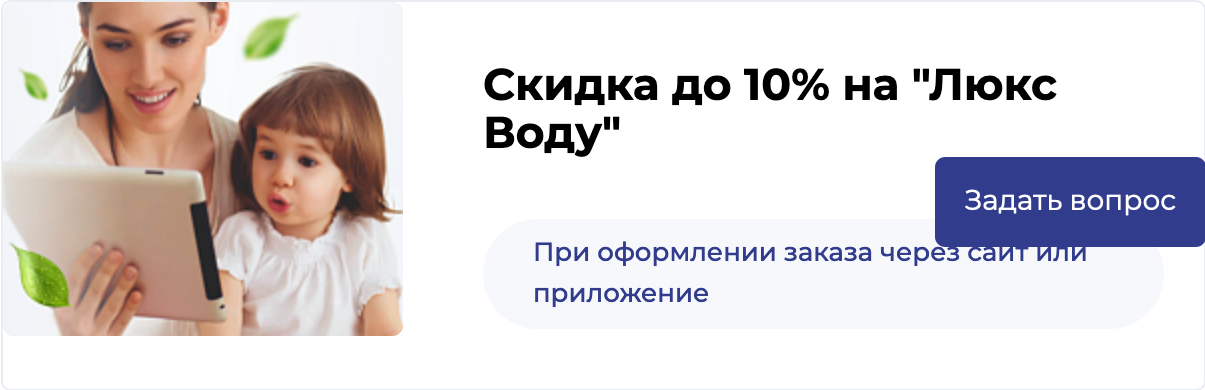 Скидка до 10% на "Люкс
Воду"
Задать вопрос
При оформлении заказа через сайт или
приложение